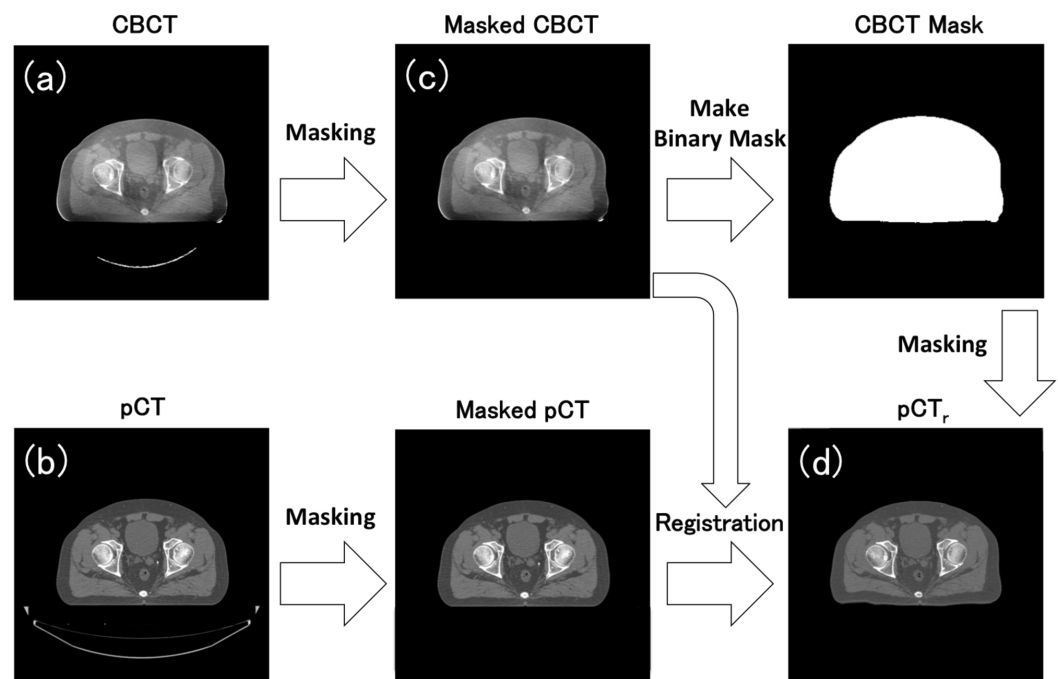 CBCT
Masked CBCT
CBCT Mask
(a)
(c)
Masking
Make
Binary Mask
Masking
pCT
Masked pCT
pCTr
(b)
(d)
Masking
Registration